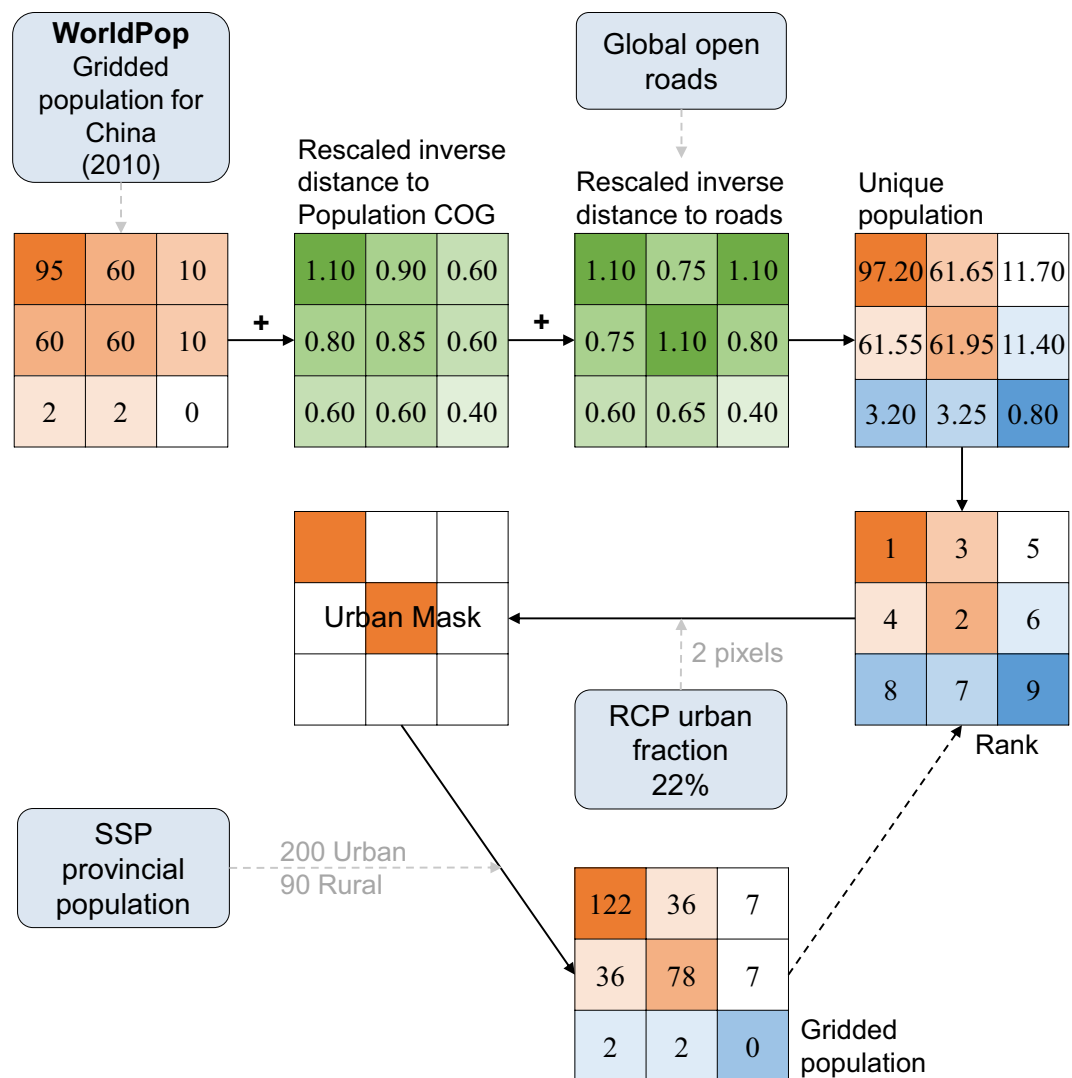 WorldPop
Gridded
population for
China
(2010)
Global open
roads
Rescaled inverse
distance to
Population COG
Rescaled inverse
distance to roads
Unique
population
95 60 10
60 60 10
2 2 0
+
1.10 0.90 0.60
0.80 0.85 0.60
0.60 0.60 0.40
+
1.10 0.75 1.10
0.75 1.10 0.80
0.60 0.65 0.40
97.20 61.65 11.70
61.55 61.95 11.40
3.20 3.25 0.80
Urban Mask
2 pixels
RCP urban
fraction
22%
1 3 5
4 2 6
8 7 9
Rank
SSP
provincial
population
200 Urban
90 Rural
122 36 7
36 78 7
2 2 0
Gridded
population